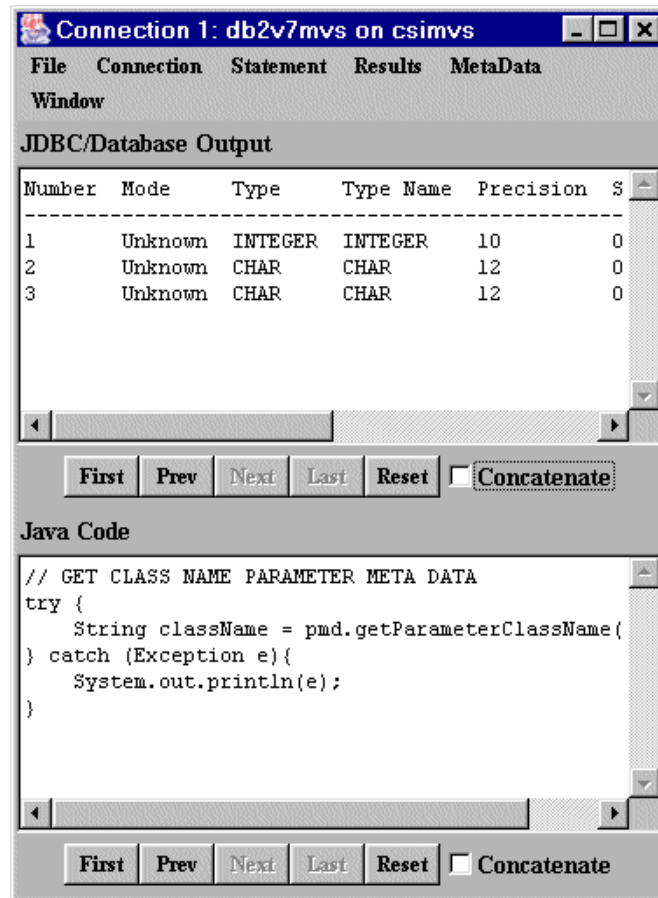 Connection 1: db2v7mvs on csimvs
File Connection Statement Results MetaData
Window
JDBC/Database Output
Number Mode Type Type Name Precision S
----------------------------------------------------
1 Unknown INTEGER INTEGER 10 0
2 Unknown CHAR CHAR 12 0
3 Unknown CHAR CHAR 12 0
First Prev Next Last Reset Concatenate
Java Code
// GET CLASS NAME PARAMETER META DATA
try {
    String className = pmd.getParameterClassName(
} catch (Exception e){
    System.out.println(e);
}
First Prev Next Last Reset Concatenate